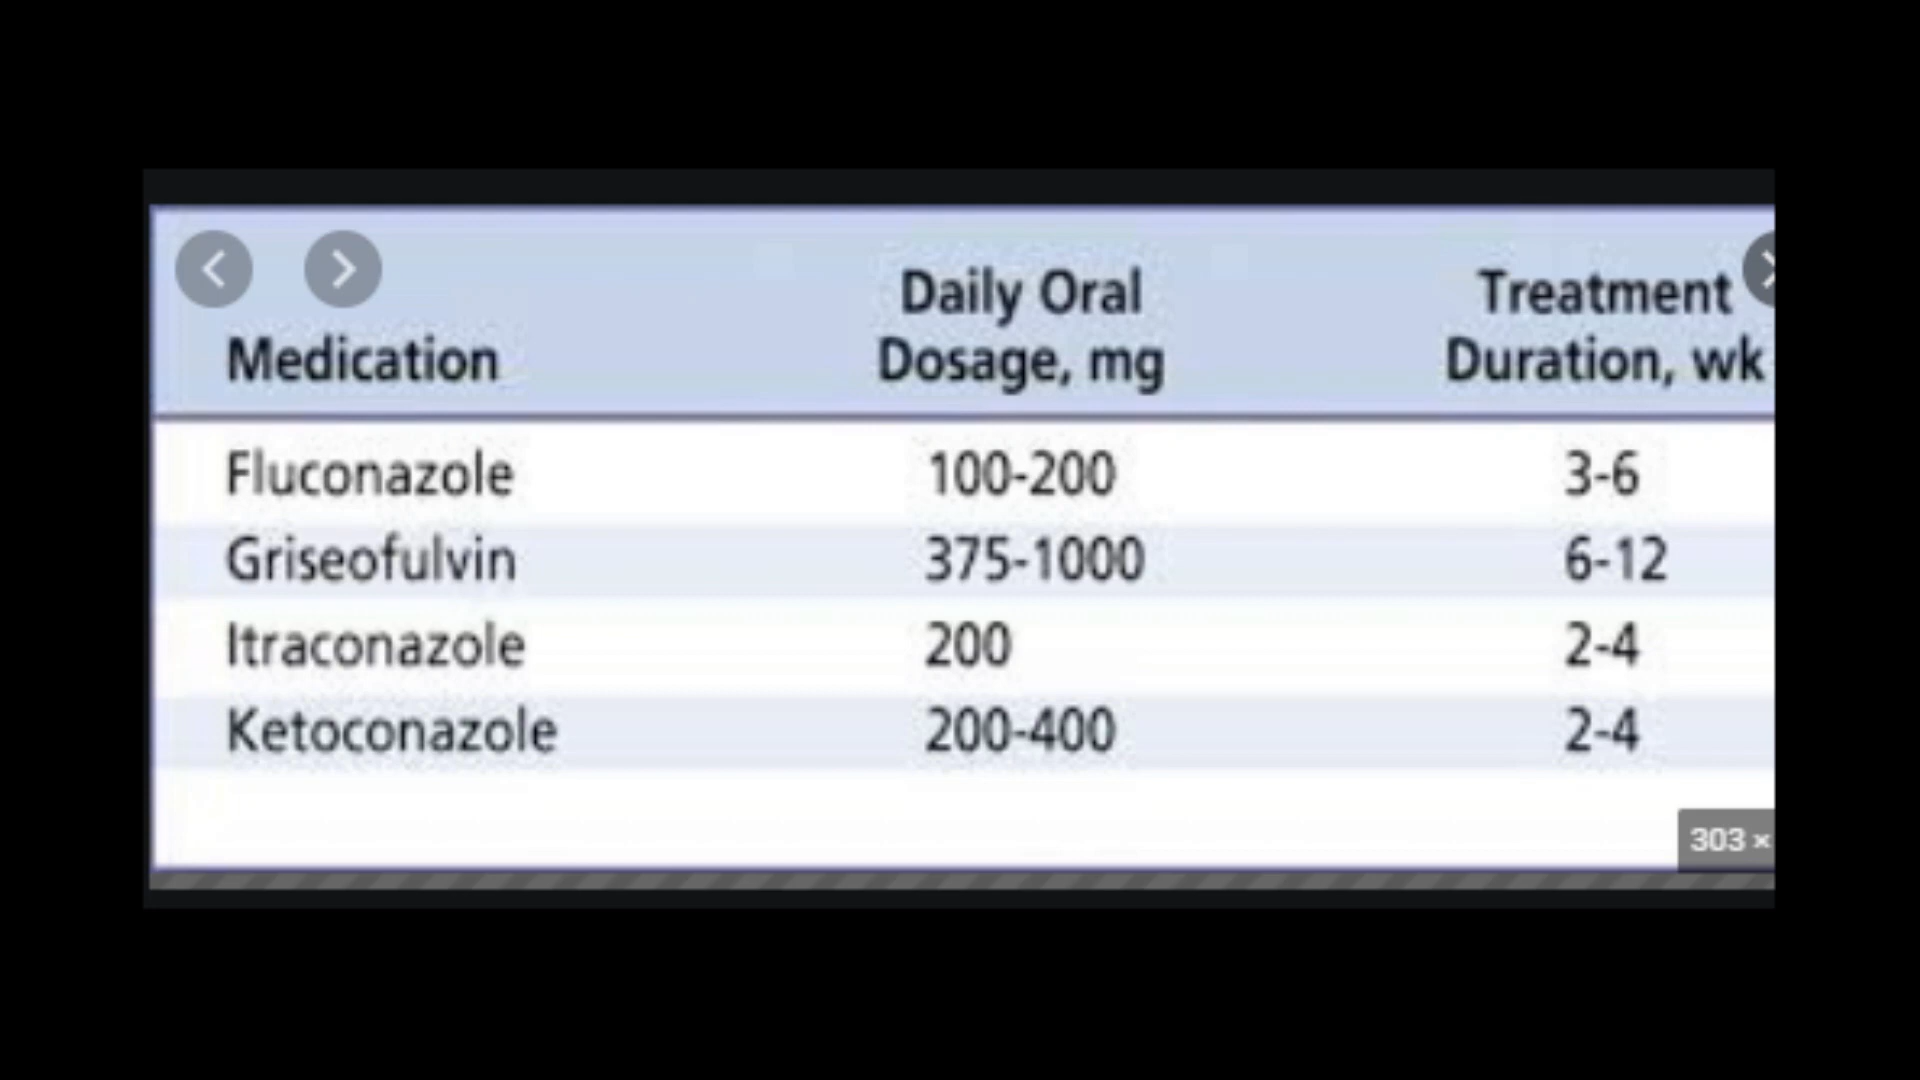 Daily Oral Treatment
Medication Dosage, mg Duration, wk
Fluconazole 100-200 3-6
Griseofulvin 375-1000 6-12
Itraconazole 200 2-4
Ketoconazole 200-400 2-4
303 ×